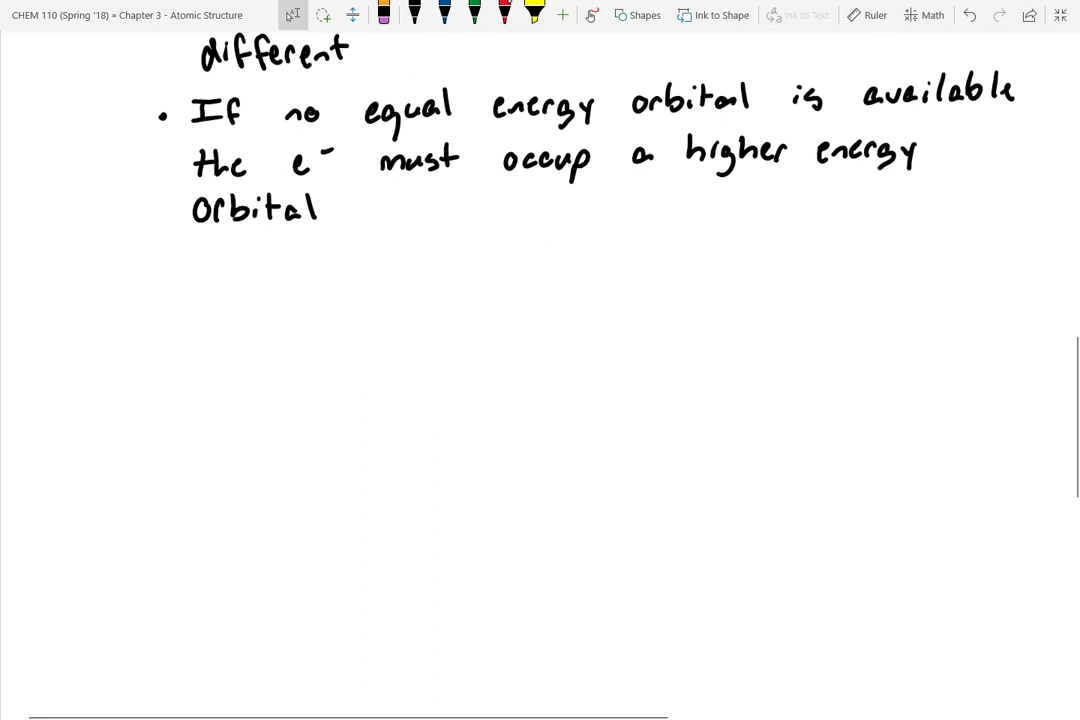 CHEM 110 (Spring '18) » Chapter 3 - Atomic Structure Shapes Ink to Shape Ink to Text Ruler Math
different
• If no equal energy orbital is available
the e⁻ must occup a higher energy
orbital